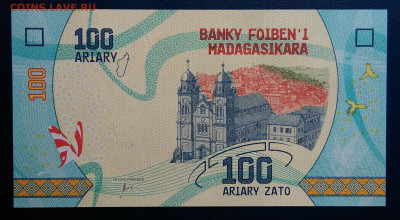 COINS.LAVE.RU
100
ARIARY
BANKY FOIBEN'I
MADAGASIKARA
100
100
ARIARY ZATO